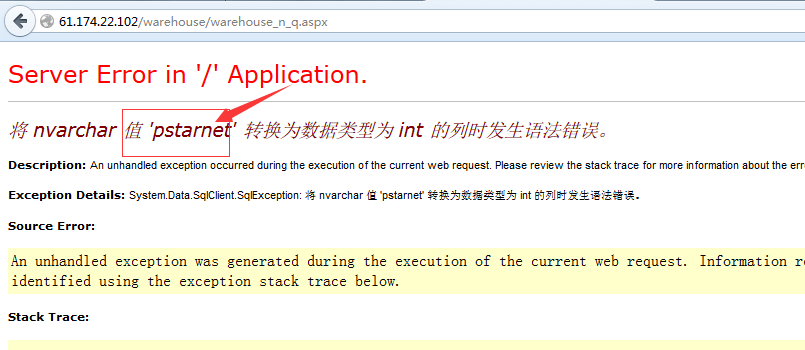 61.174.22.102/warehouse/warehouse_n_q.aspx
Server Error in '/' Application.
将 nvarchar 值 'pstarnet' 转换为数据类型为 int 的列时发生语法错误。
Description: An unhandled exception occurred during the execution of the current web request. Please review the stack trace for more information about the
Exception Details: System.Data.SqlClient.SqlException: 将 nvarchar 值 'pstarnet' 转换为数据类型为 int 的列时发生语法错误。
Source Error:
An unhandled exception was generated during the execution of the current web request. Information
identified using the exception stack trace below.
Stack Trace: